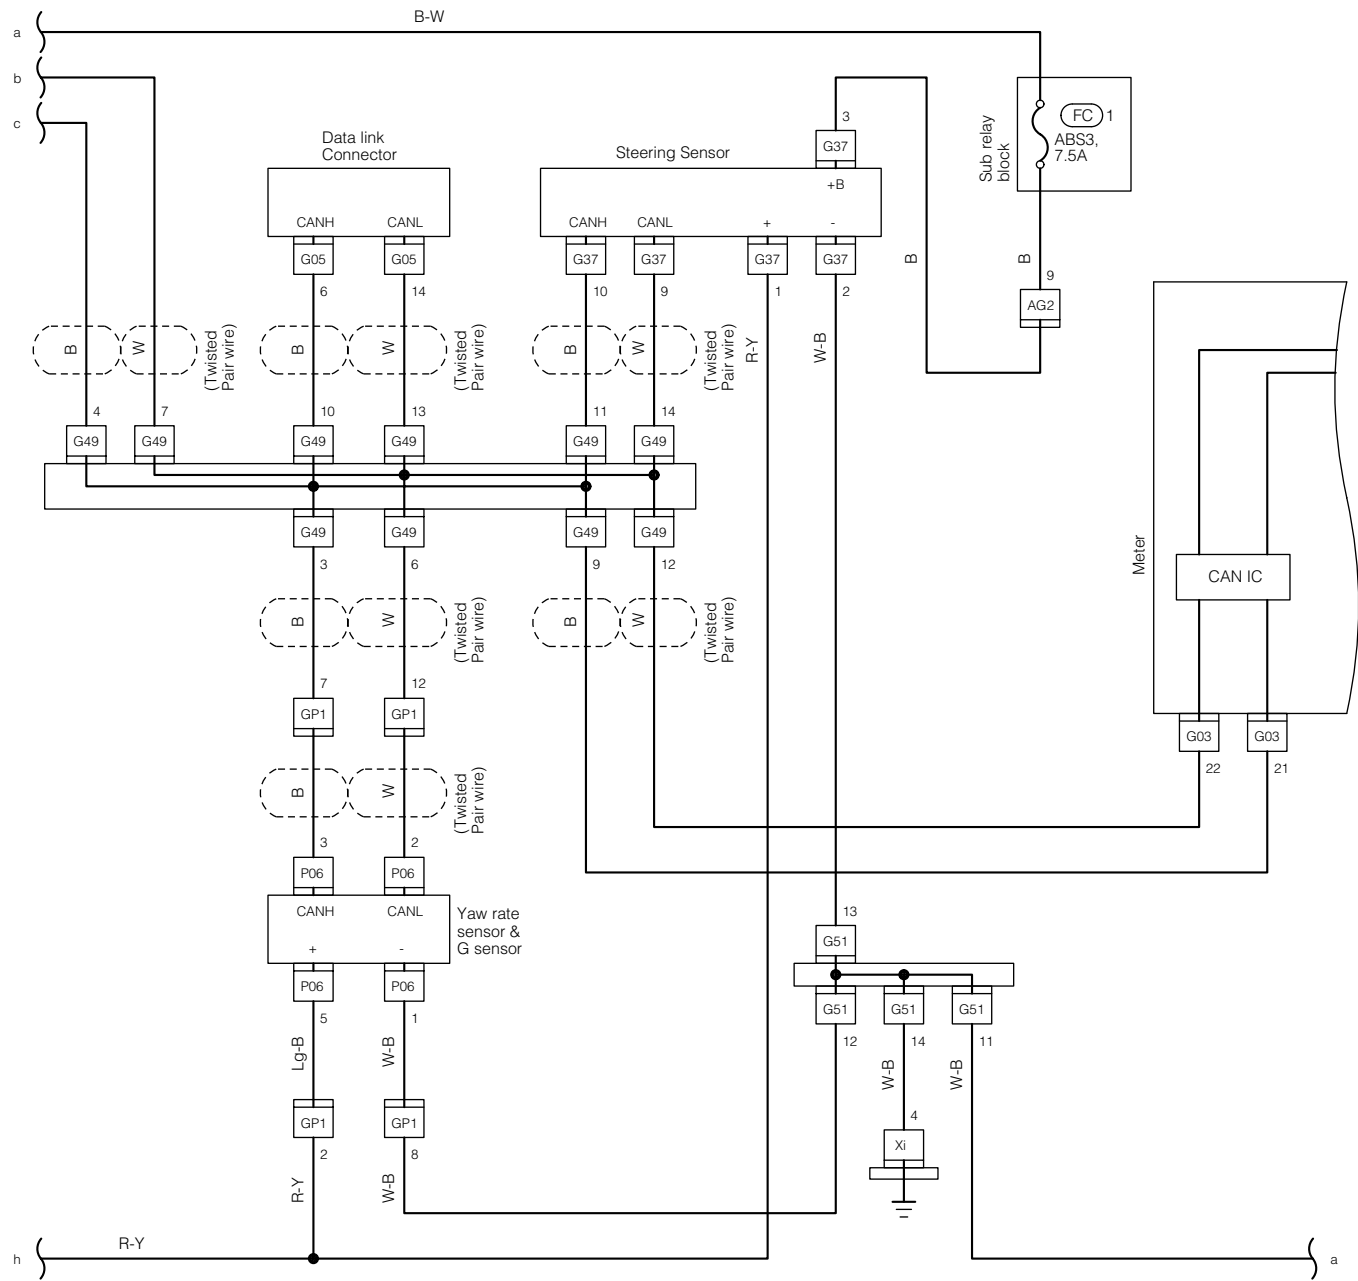 B-W
a
b
c
3
G37
Sub relay
block
FC 1
ABS3,
7.5A
Data link
Connector
Steering Sensor
+B
CANH CANL
CANH CANL + -
G05 G05
G37 G37 G37 G37
6 14
10 9 1 2
B
B
9
AG2
B W
(Twisted
Pair wire)
B W
(Twisted
Pair wire)
B W
(Twisted
Pair wire)
R-Y
W-B
4 7 10 13 11 14
G49 G49 G49 G49 G49 G49
G49 G49 G49 G49
3 6 9 12
Meter
CAN IC
B W
(Twisted
Pair wire)
B W
(Twisted
Pair wire)
7 12
GP1 GP1
G03 G03
22 21
B W
(Twisted
Pair wire)
3 2
P06 P06
CANH CANL
+ -
Yaw rate
sensor &
G sensor
P06 P06
5 1
13
G51
G51 G51 G51
12 14 11
Lg-B W-B
W-B W-B
GP1 GP1
2 8
4
Xi
R-Y W-B
h
R-Y
a